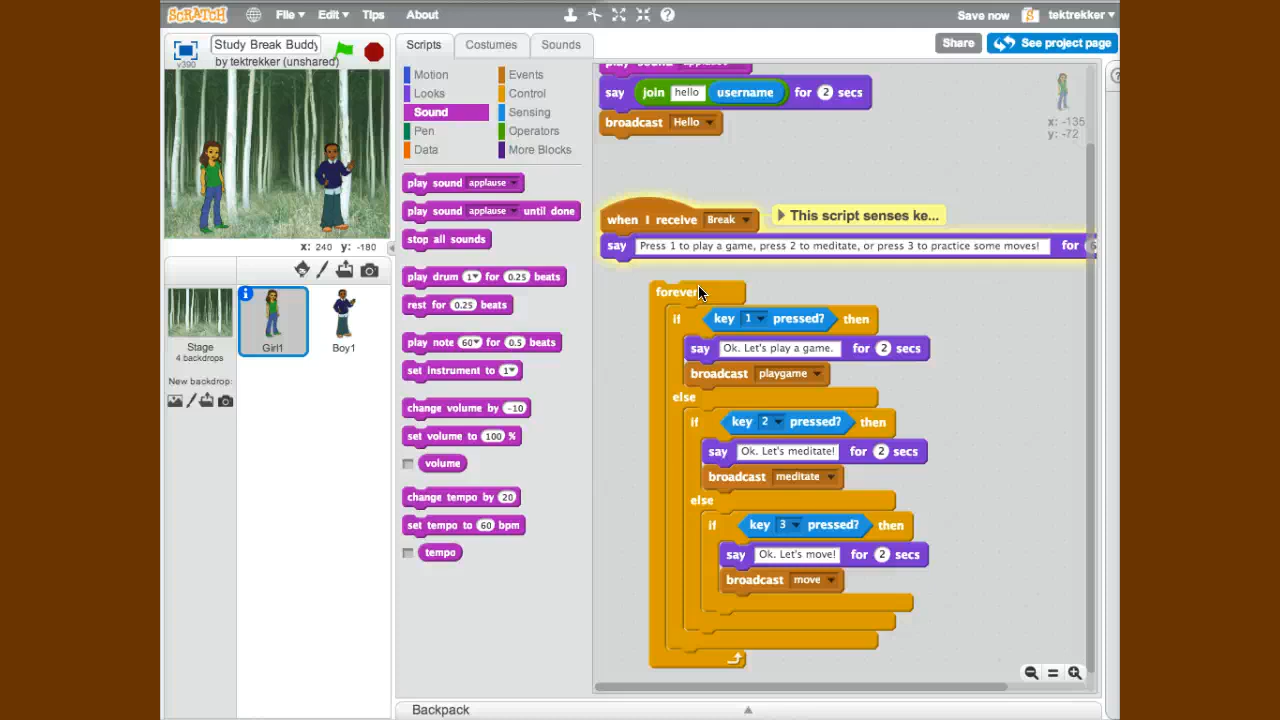 SCRATCH File Edit Tips About Save now tektrekker
Study Break Buddy
by tektrekker (unshared)
v390
Scripts Costumes Sounds
Share See project page
Motion Events
Looks Control
Sound Sensing
Pen Operators
Data More Blocks
x: 240 y: -180
play sound applause
play sound applause until done
stop all sounds
play drum 1 for 0.25 beats
rest for 0.25 beats
play note 60 for 0.5 beats
set instrument to 1
change volume by -10
set volume to 100 %
volume
change tempo by 20
set tempo to 60 bpm
tempo
Stage
4 backdrops
New backdrop:
Girl1
Boy1
play sound applause
say join hello username for 2 secs
broadcast Hello
x: -135
y: -72
when I receive Break
This script senses ke...
say Press 1 to play a game, press 2 to meditate, or press 3 to practice some moves! for
forever
if key 1 pressed? then
say Ok. Let's play a game. for 2 secs
broadcast playgame
else
if key 2 pressed? then
say Ok. Let's meditate! for 2 secs
broadcast meditate
else
if key 3 pressed? then
say Ok. Let's move! for 2 secs
broadcast move
Backpack